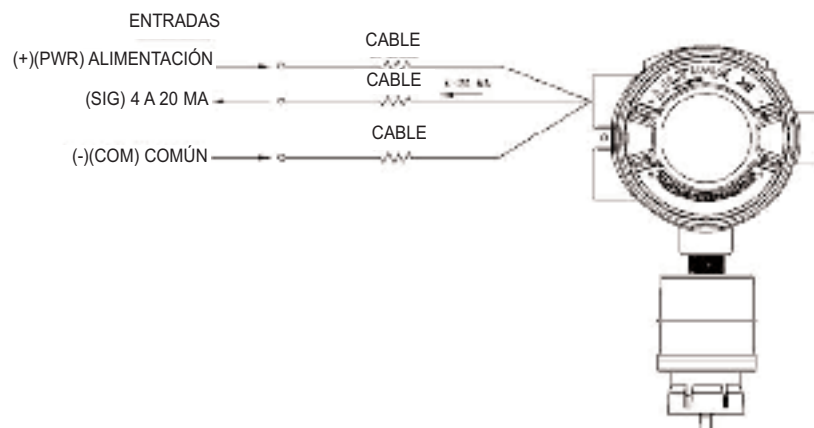 ENTRADAS
(+)(PWR) ALIMENTACIÓN
CABLE
(SIG) 4 A 20 MA
CABLE
(-)(COM) COMÚN
CABLE